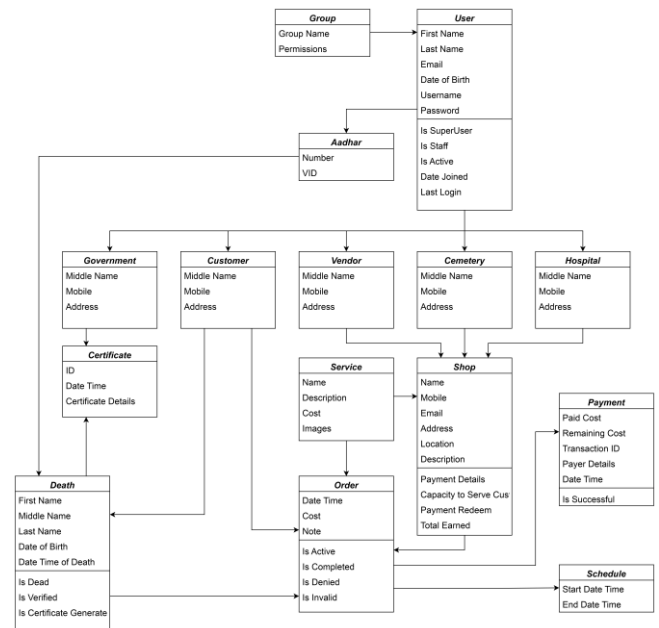 Group
Group Name
Permissions
User
First Name
Last Name
Email
Date of Birth
Username
Password
Is SuperUser
Is Staff
Is Active
Date Joined
Last Login
Aadhar
Number
VID
Government
Middle Name
Mobile
Address
Customer
Middle Name
Mobile
Address
Vendor
Middle Name
Mobile
Address
Cemetery
Middle Name
Mobile
Address
Hospital
Middle Name
Mobile
Address
Certificate
ID
Date Time
Certificate Details
Service
Name
Description
Cost
Images
Shop
Name
Mobile
Email
Address
Location
Description
Payment Details
Capacity to Serve Cus
Payment Redeem
Total Earned
Payment
Paid Cost
Remaining Cost
Transaction ID
Payer Details
Date Time
Is Successful
Death
First Name
Middle Name
Last Name
Date of Birth
Date Time of Death
Is Dead
Is Verified
Is Certificate Generate
Order
Date Time
Cost
Note
Is Active
Is Completed
Is Denied
Is Invalid
Schedule
Start Date Time
End Date Time